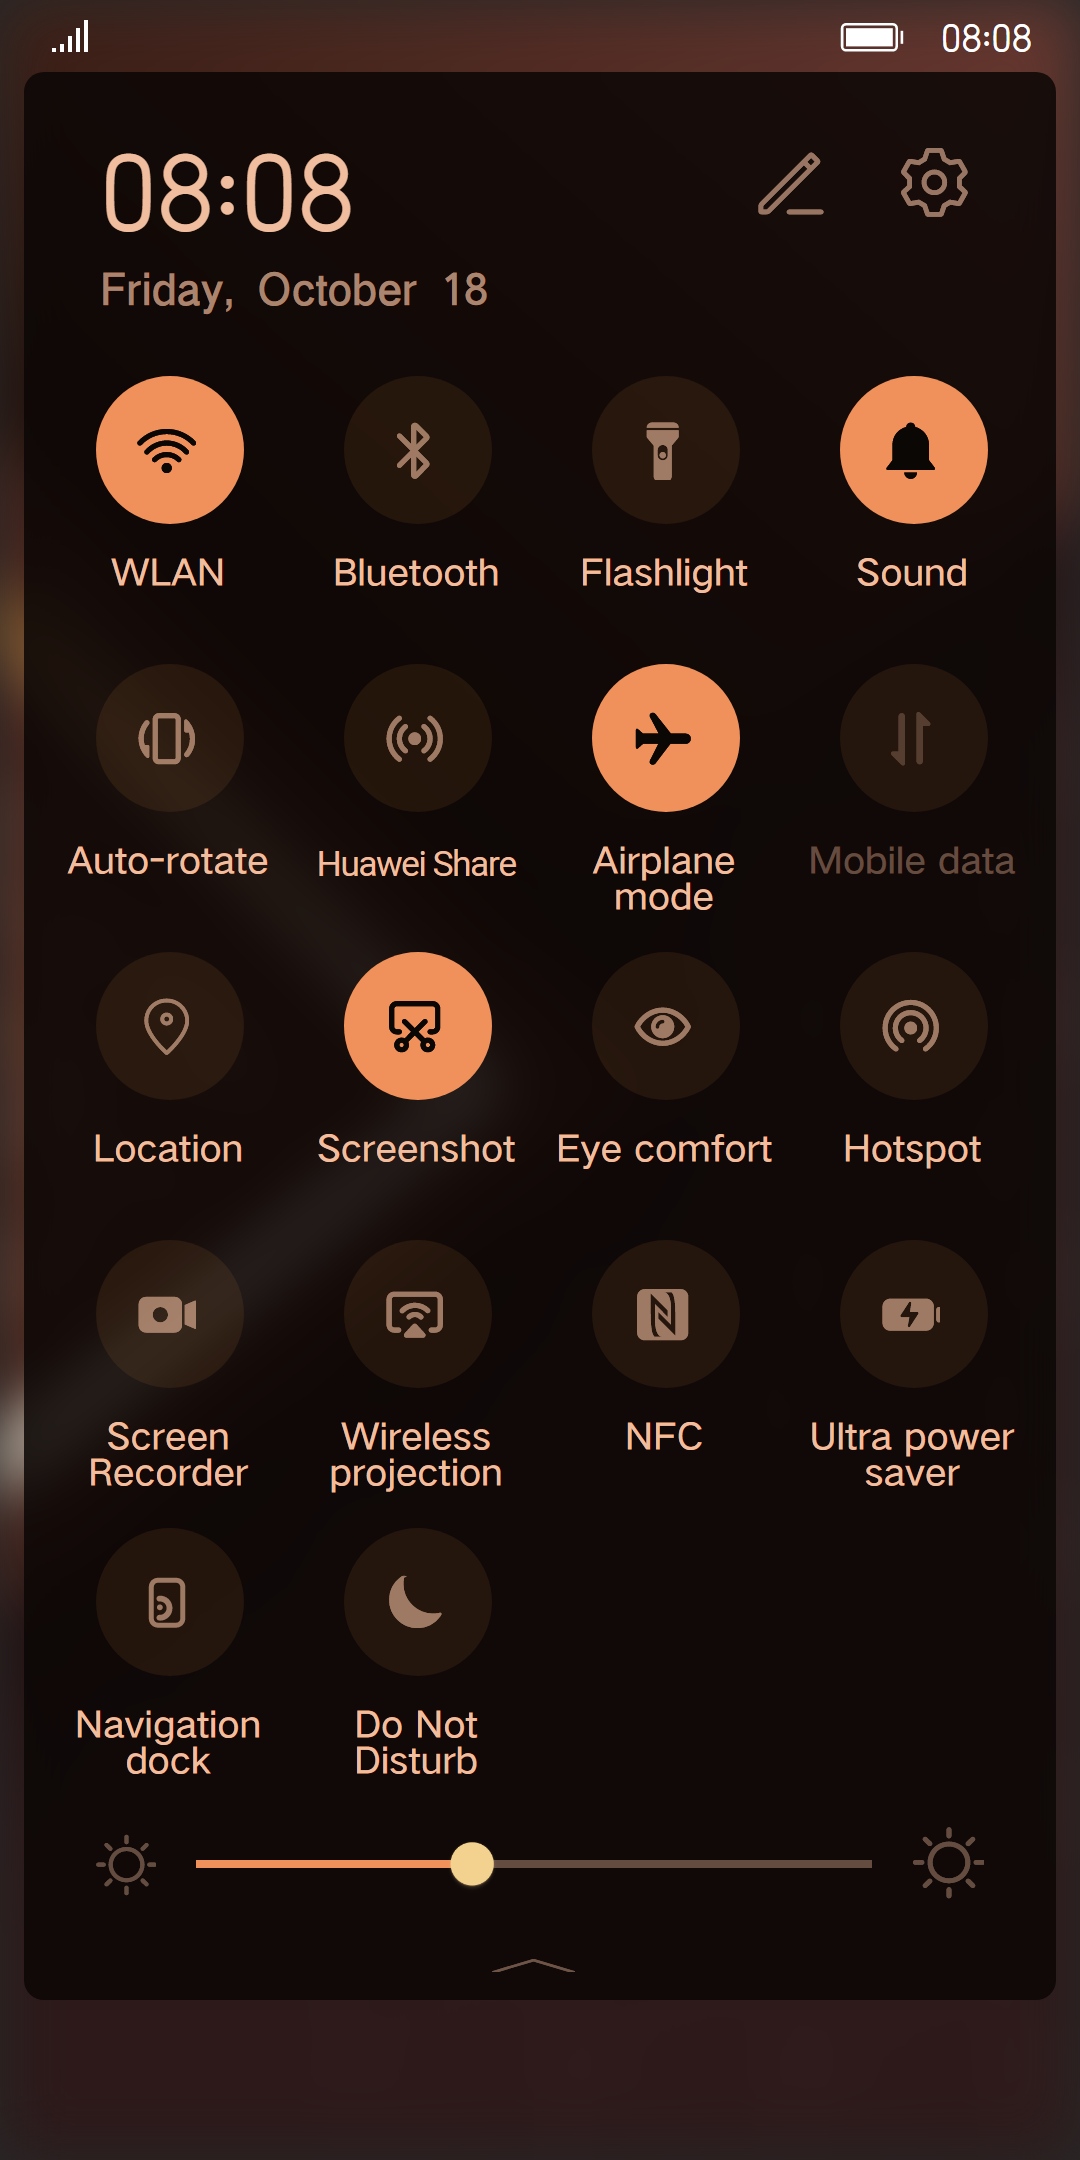 08:08
08:08
Friday, October 18
WLAN
Bluetooth
Flashlight
Sound
Auto-rotate
Huawei Share
Airplane
mode
Mobile data
Location
Screenshot
Eye comfort
Hotspot
Screen
Recorder
Wireless
projection
NFC
Ultra power
saver
Navigation
dock
Do Not
Disturb